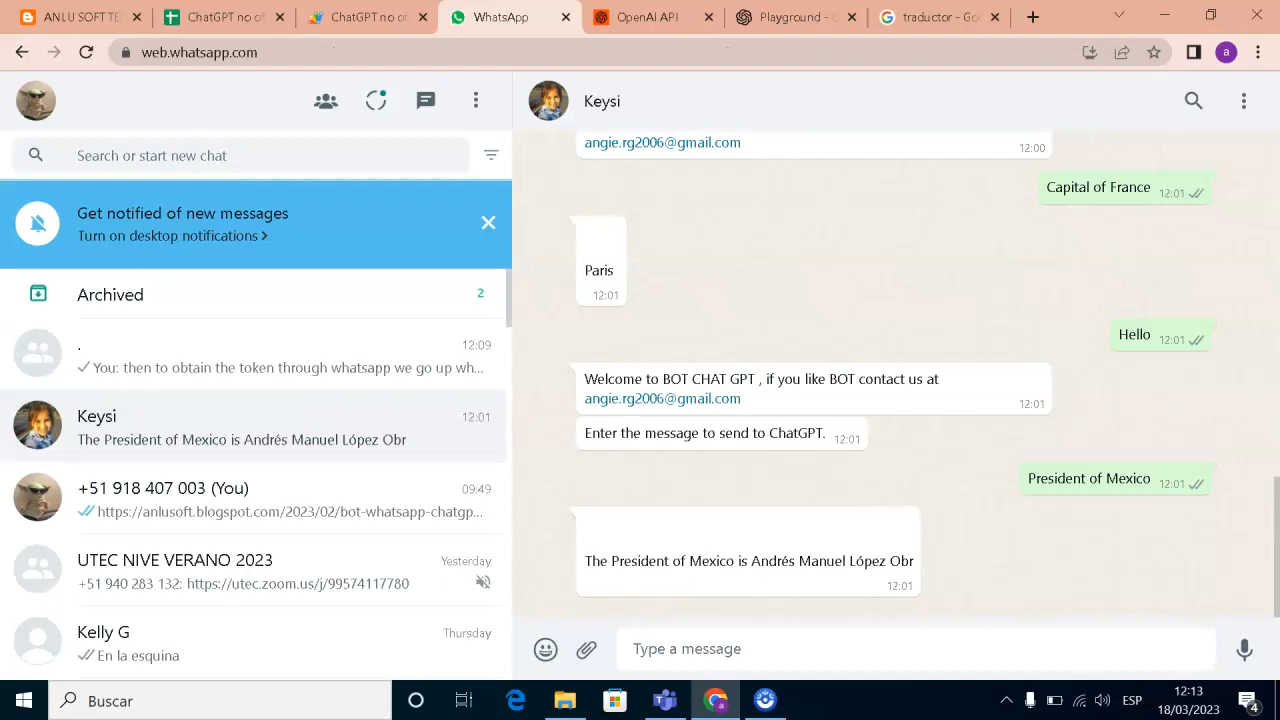 ANLU SOFT TE
ChatGPT no of
ChatGPT no of
WhatsApp
OpenAI API
Playground - O
traductor - Goo
web.whatsapp.com
a
Keysi
Search or start new chat
Get notified of new messages
Turn on desktop notifications
Archived
2
.
12:09
You: then to obtain the token through whatsapp we go up wh...
Keysi
12:01
The President of Mexico is Andrés Manuel López Obr
+51 918 407 003 (You)
09:49
https://anlusoft.blogspot.com/2023/02/bot-whatsapp-chatgp...
UTEC NIVE VERANO 2023
Yesterday
+51 940 283 132: https://utec.zoom.us/j/99574117780
Kelly G
Thursday
En la esquina
angie.rg2006@gmail.com
12:00
Capital of France 12:01
Paris
12:01
Hello 12:01
Welcome to BOT CHAT GPT , if you like BOT contact us at
angie.rg2006@gmail.com
12:01
Enter the message to send to ChatGPT. 12:01
President of Mexico 12:01
The President of Mexico is Andrés Manuel López Obr
12:01
Type a message
Buscar
ESP
12:13
18/03/2023
4